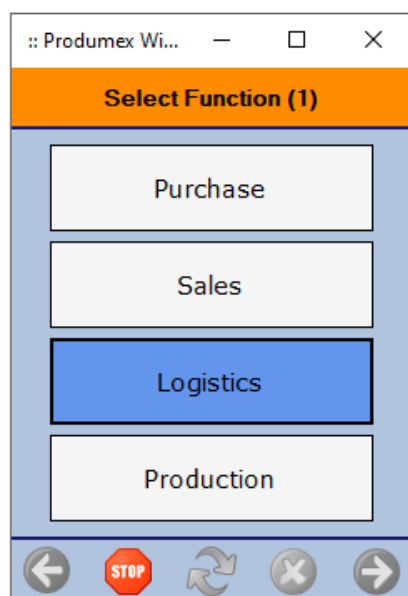 :: Produmex Wi...
Select Function (1)
Purchase
Sales
Logistics
Production
STOP